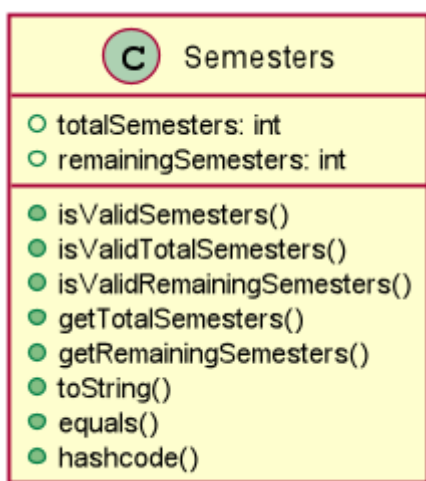 C Semesters
totalSemesters: int
remainingSemesters: int
isValidSemesters()
isValidTotalSemesters()
isValidRemainingSemesters()
getTotalSemesters()
getRemainingSemesters()
toString()
equals()
hashcode()